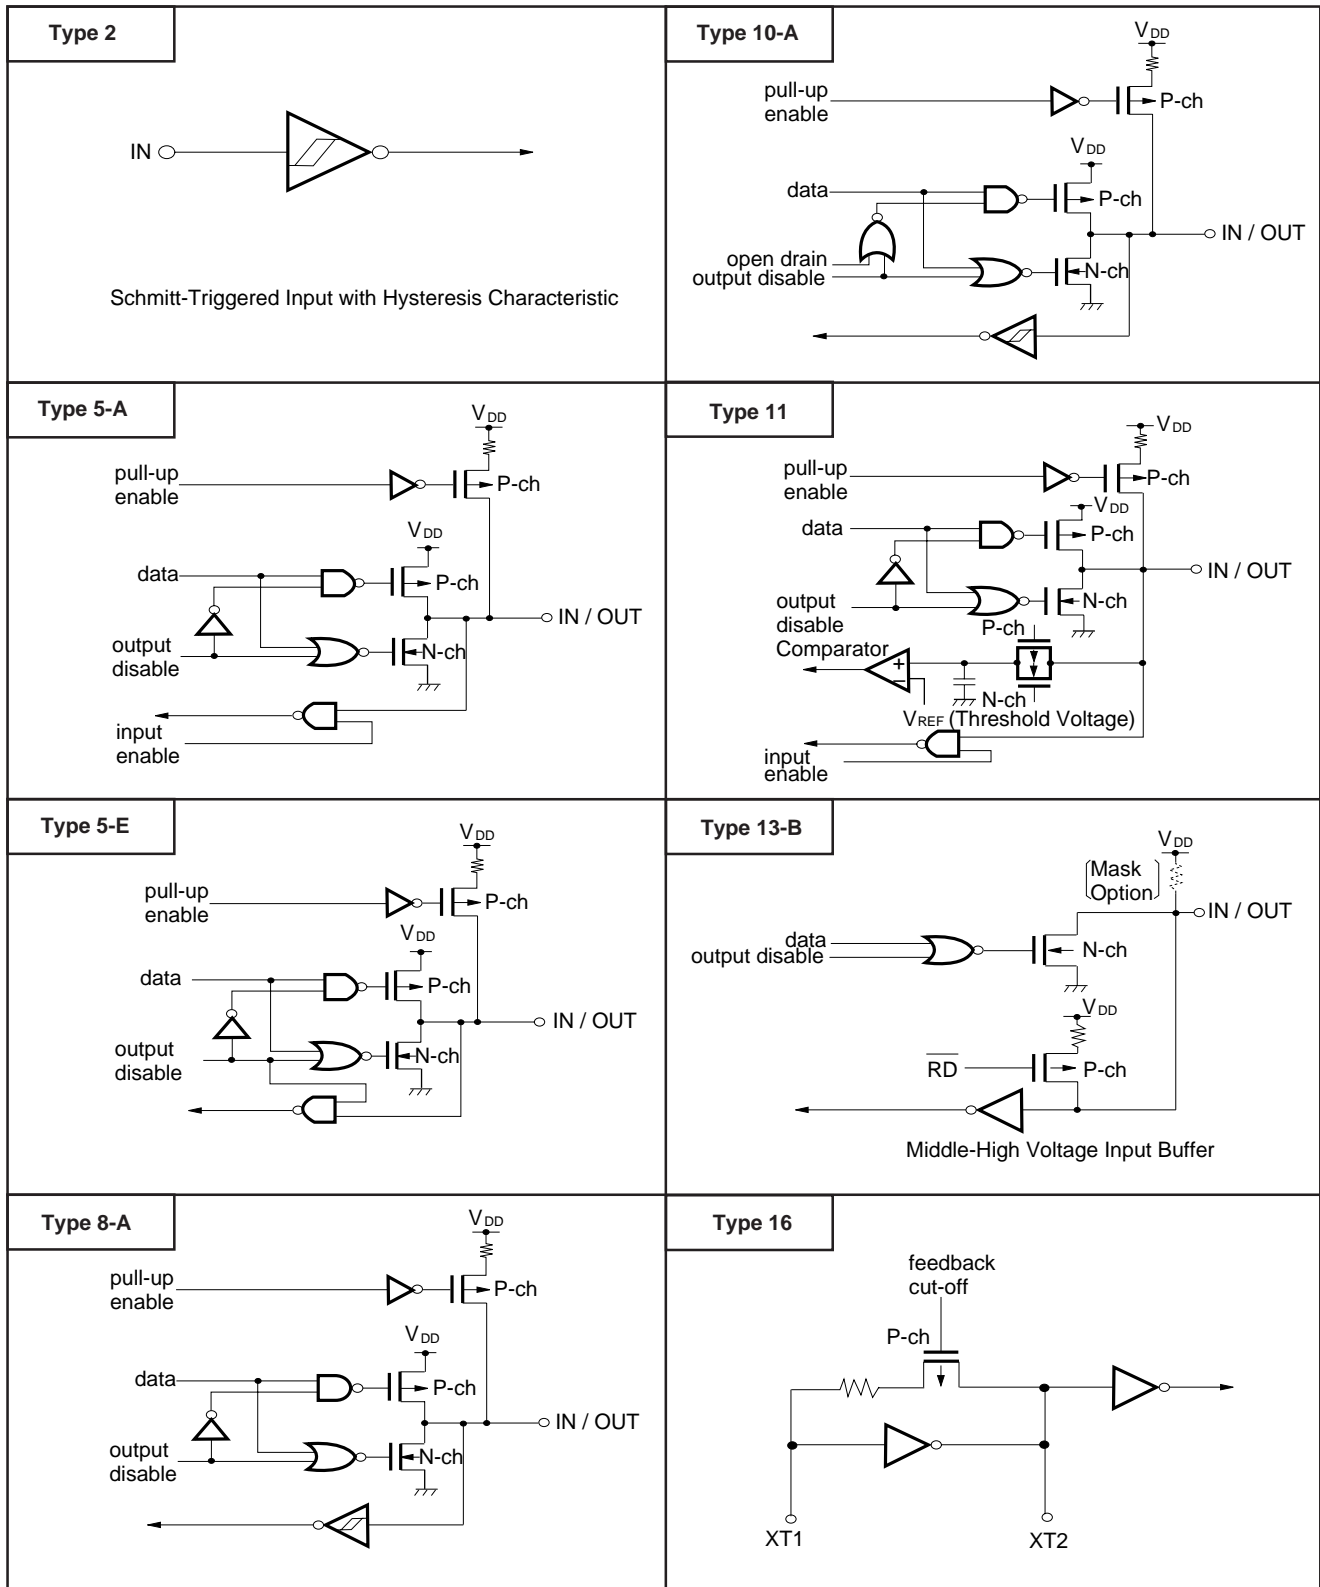 Type 2
IN
Schmitt-Triggered Input with Hysteresis Characteristic
Type 10-A
VDD
pull-up
enable
P-ch
VDD
data
P-ch
IN / OUT
open drain
output disable
N-ch
Type 5-A
VDD
pull-up
enable
P-ch
VDD
data
P-ch
IN / OUT
output
disable
N-ch
input
enable
Type 11
VDD
pull-up
enable
P-ch
VDD
data
P-ch
IN / OUT
output
disable
N-ch
P-ch
Comparator
+
−
N-ch
VREF (Threshold Voltage)
input
enable
Type 5-E
VDD
pull-up
enable
P-ch
VDD
data
P-ch
IN / OUT
output
disable
N-ch
Type 13-B
VDD
Mask
Option
IN / OUT
data
output disable
N-ch
VDD
RD
P-ch
Middle-High Voltage Input Buffer
Type 8-A
VDD
pull-up
enable
P-ch
VDD
data
P-ch
IN / OUT
output
disable
N-ch
Type 16
feedback
cut-off
P-ch
XT1
XT2